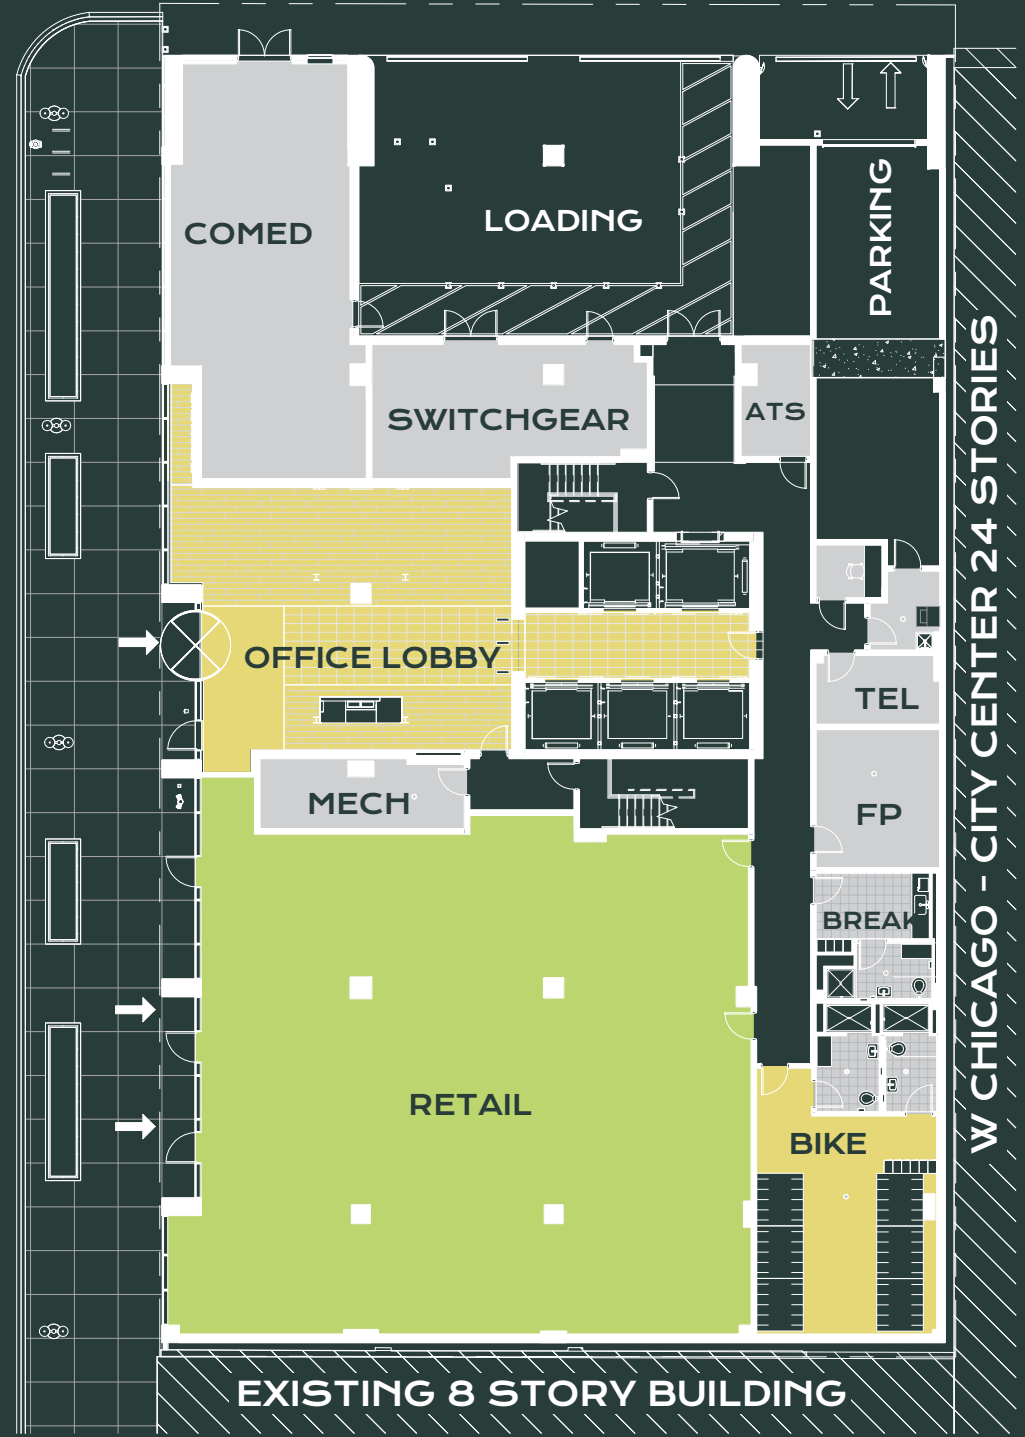 COMED
LOADING
PARKING
SWITCHGEAR
ATS
OFFICE LOBBY
TEL
MECH
FP
BREAK
RETAIL
BIKE
W CHICAGO - CITY CENTER 24 STORIES
EXISTING 8 STORY BUILDING